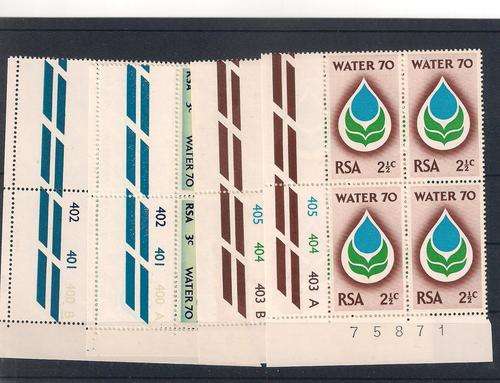 402
401
400 B
402
401
400 A
RSA 3c
WATER 70
RSA 3c
WATER 70
405
404
403 B
405
404
403 A
WATER 70
RSA 2½c
WATER 70
RSA 2½c
WATER 70
RSA 2½c
WATER 70
RSA 2½c
7 5 8 7 1